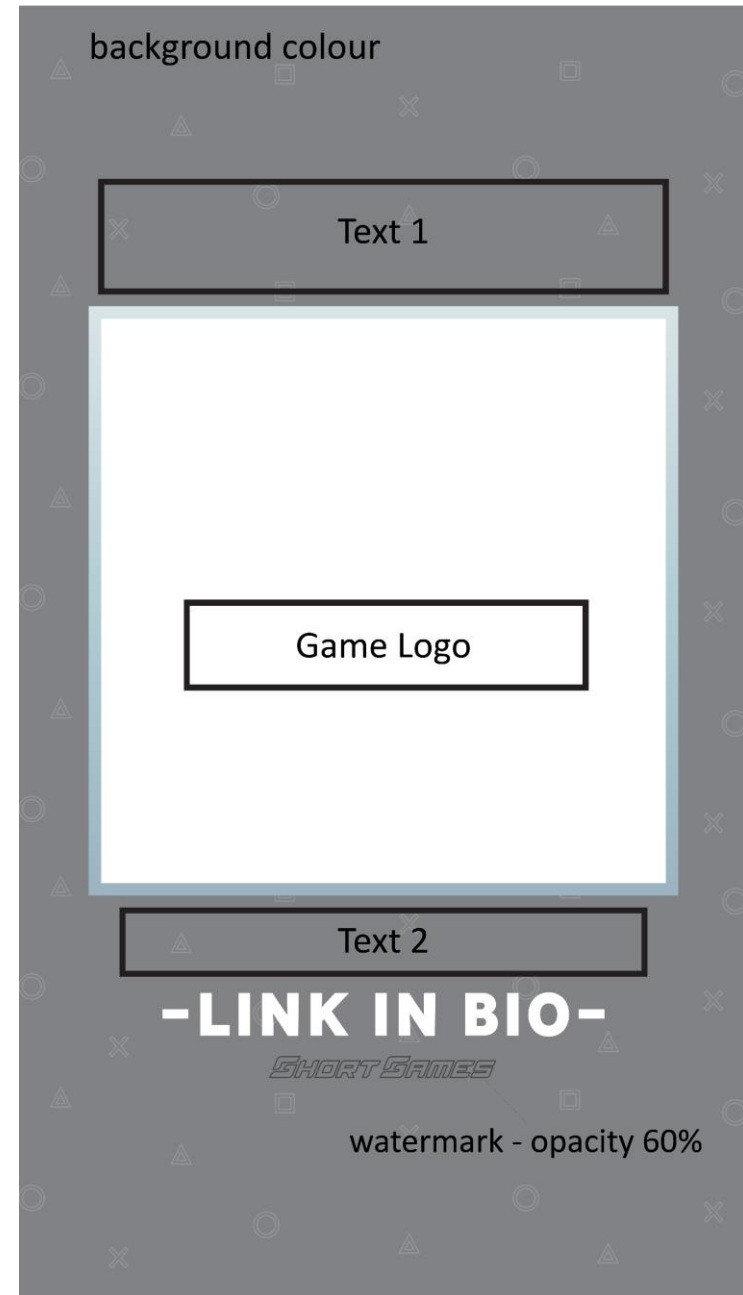 background colour
Text 1
Game Logo
Text 2
-LINK IN BIO-
SHORT GAMES
watermark - opacity 60%